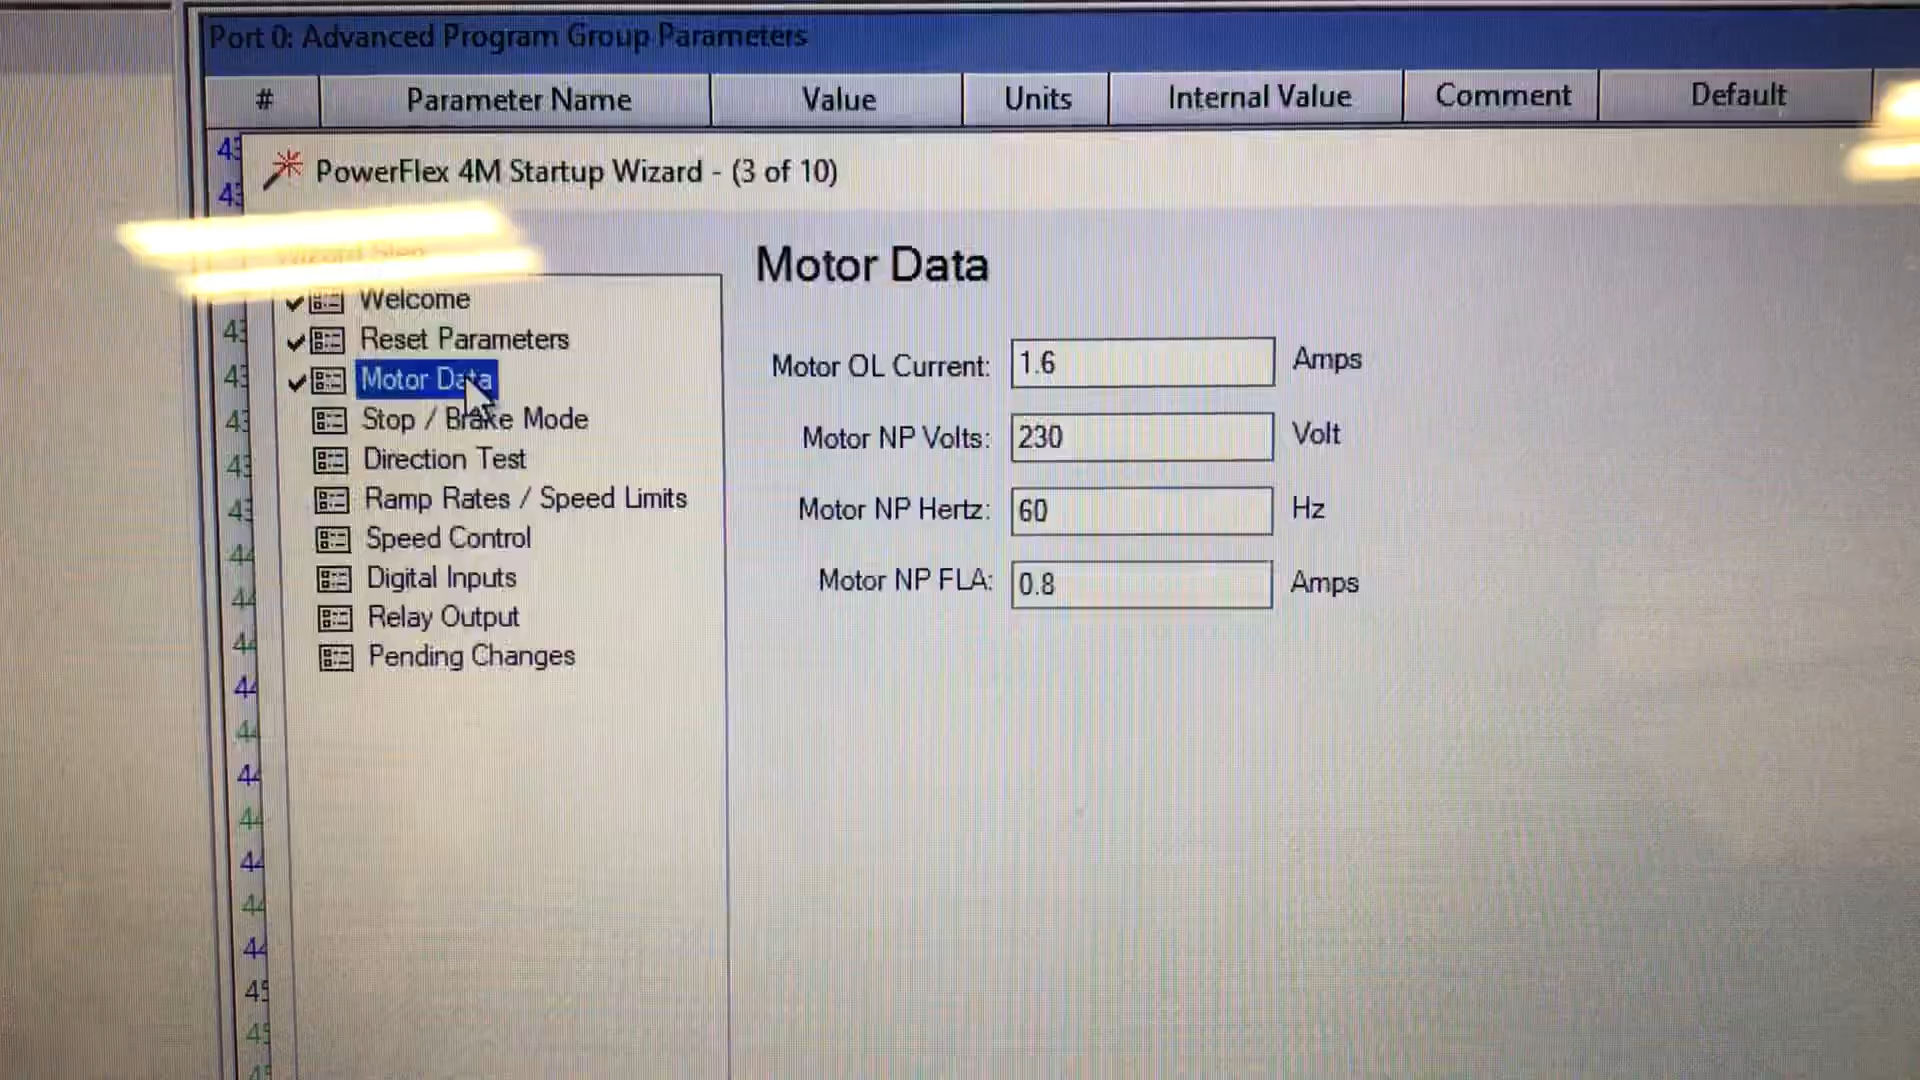 Port 0: Advanced Program Group Parameters
# Parameter Name Value Units Internal Value Comment Default
PowerFlex 4M Startup Wizard - (3 of 10)
Wizard Step
Welcome
Reset Parameters
Motor Data
Stop / Brake Mode
Direction Test
Ramp Rates / Speed Limits
Speed Control
Digital Inputs
Relay Output
Pending Changes
Motor Data
Motor OL Current: 1.6 Amps
Motor NP Volts: 230 Volt
Motor NP Hertz: 60 Hz
Motor NP FLA: 0.8 Amps